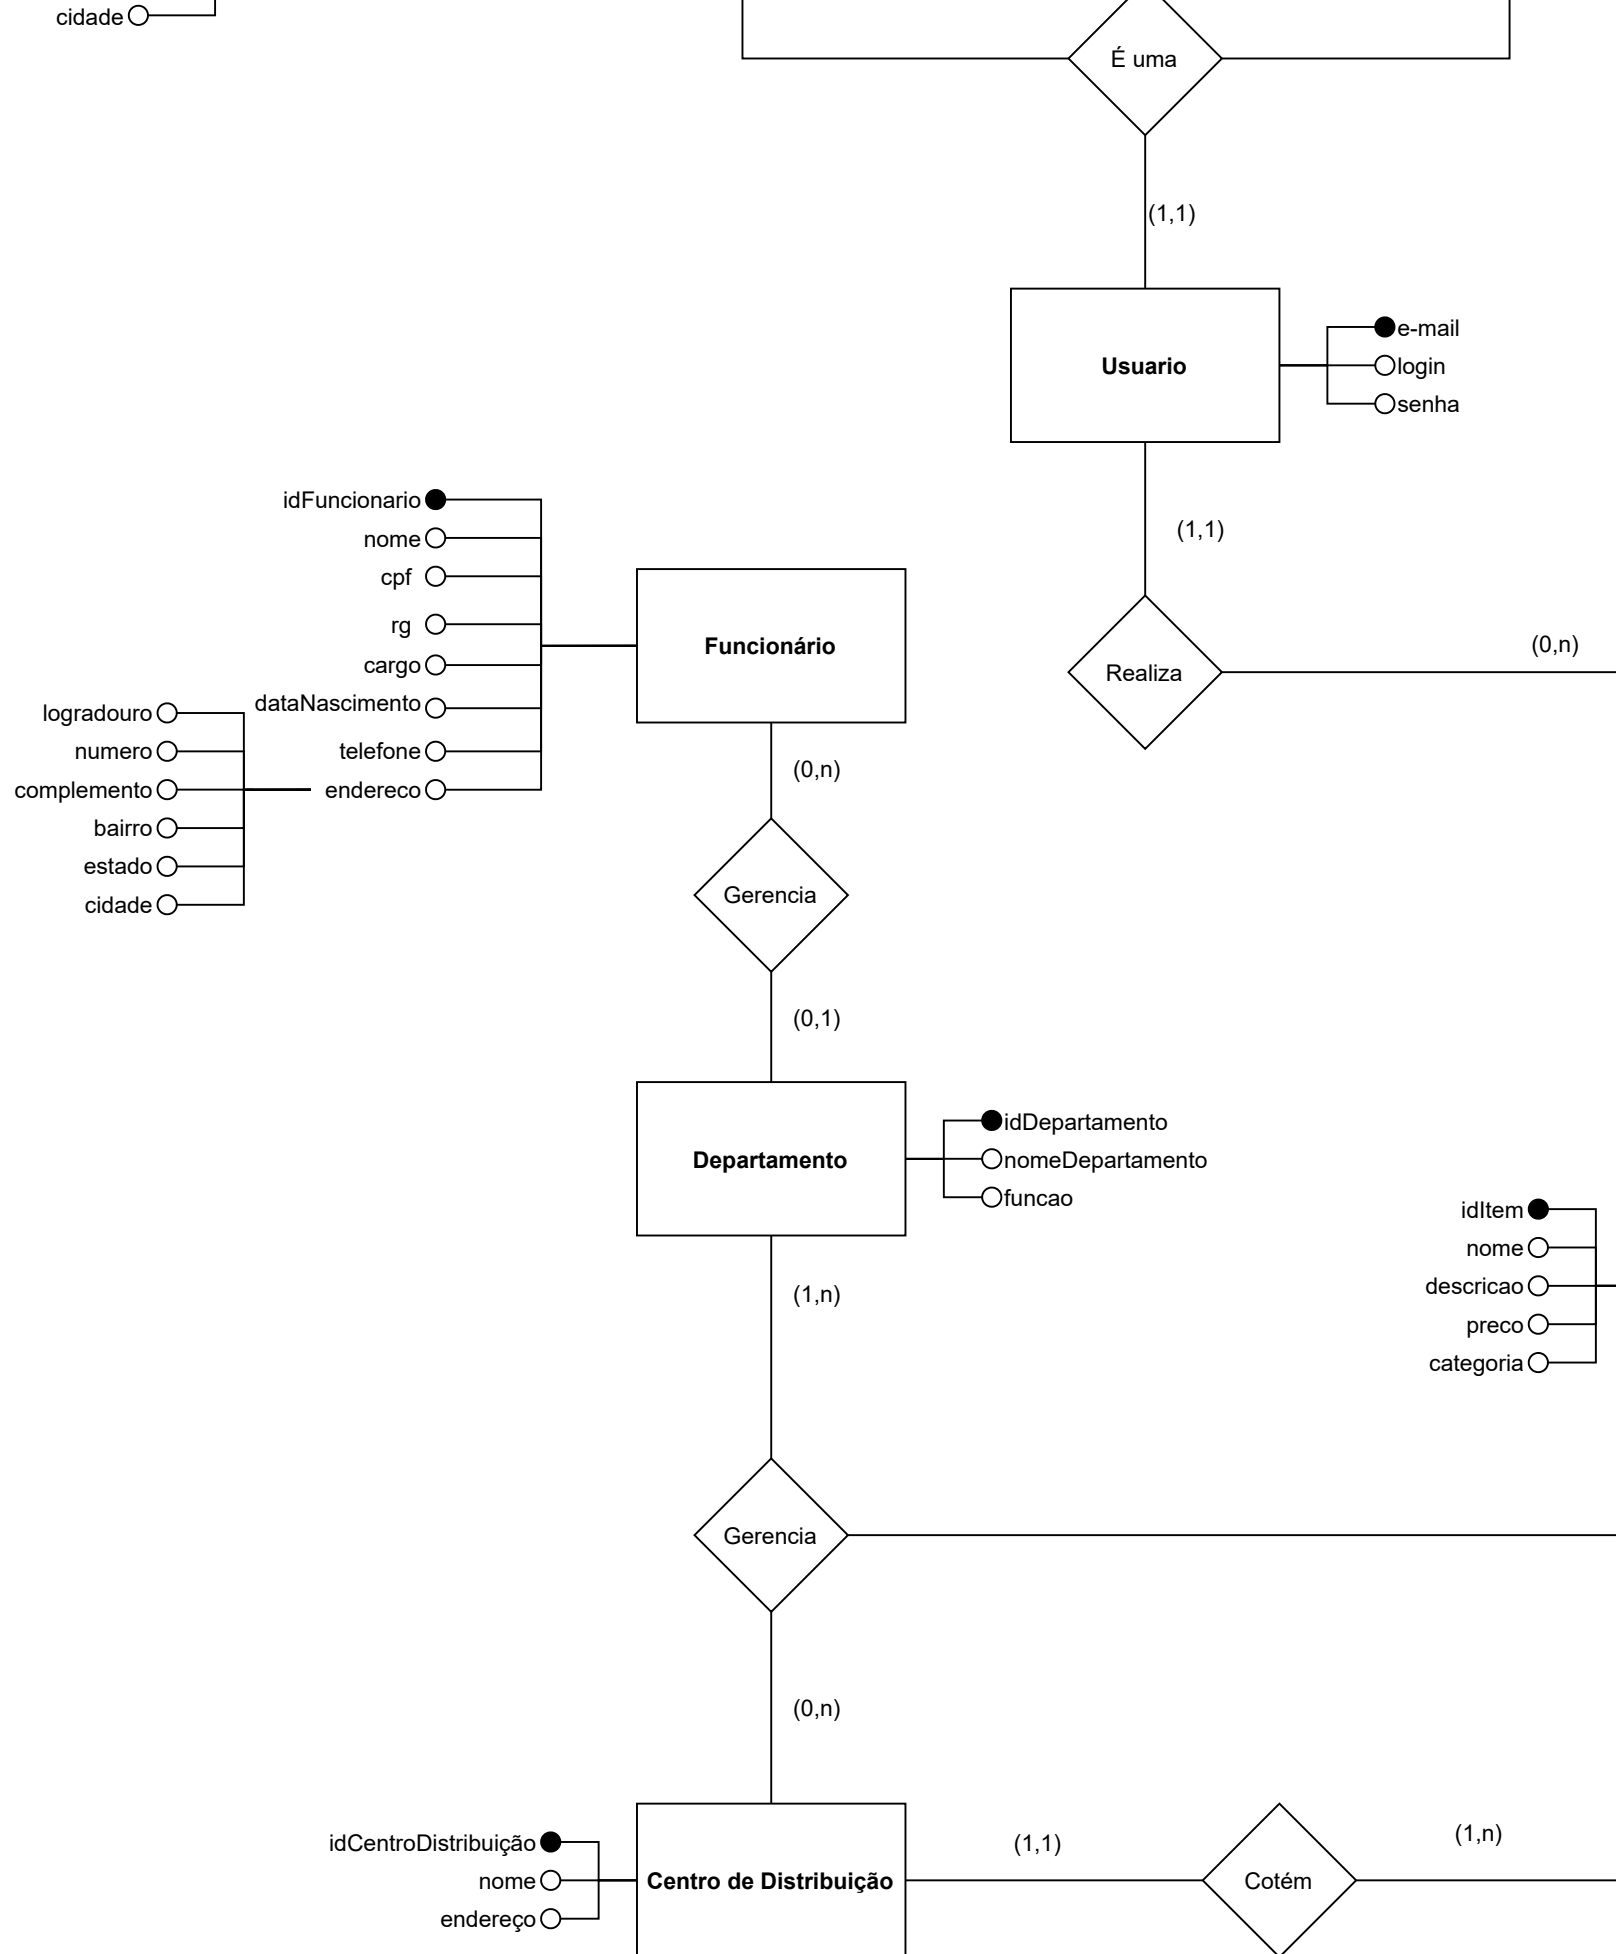 cidade
É uma
(1,1)
Usuario
e-mail
login
senha
(1,1)
Realiza
(0,n)
idFuncionario
nome
cpf
rg
cargo
dataNascimento
telefone
endereco
Funcionário
logradouro
numero
complemento
bairro
estado
cidade
(0,n)
Gerencia
(0,1)
Departamento
idDepartamento
nomeDepartamento
funcao
(1,n)
idItem
nome
descricao
preco
categoria
Gerencia
(0,n)
idCentroDistribuição
nome
endereço
Centro de Distribuição
(1,1)
Cotém
(1,n)